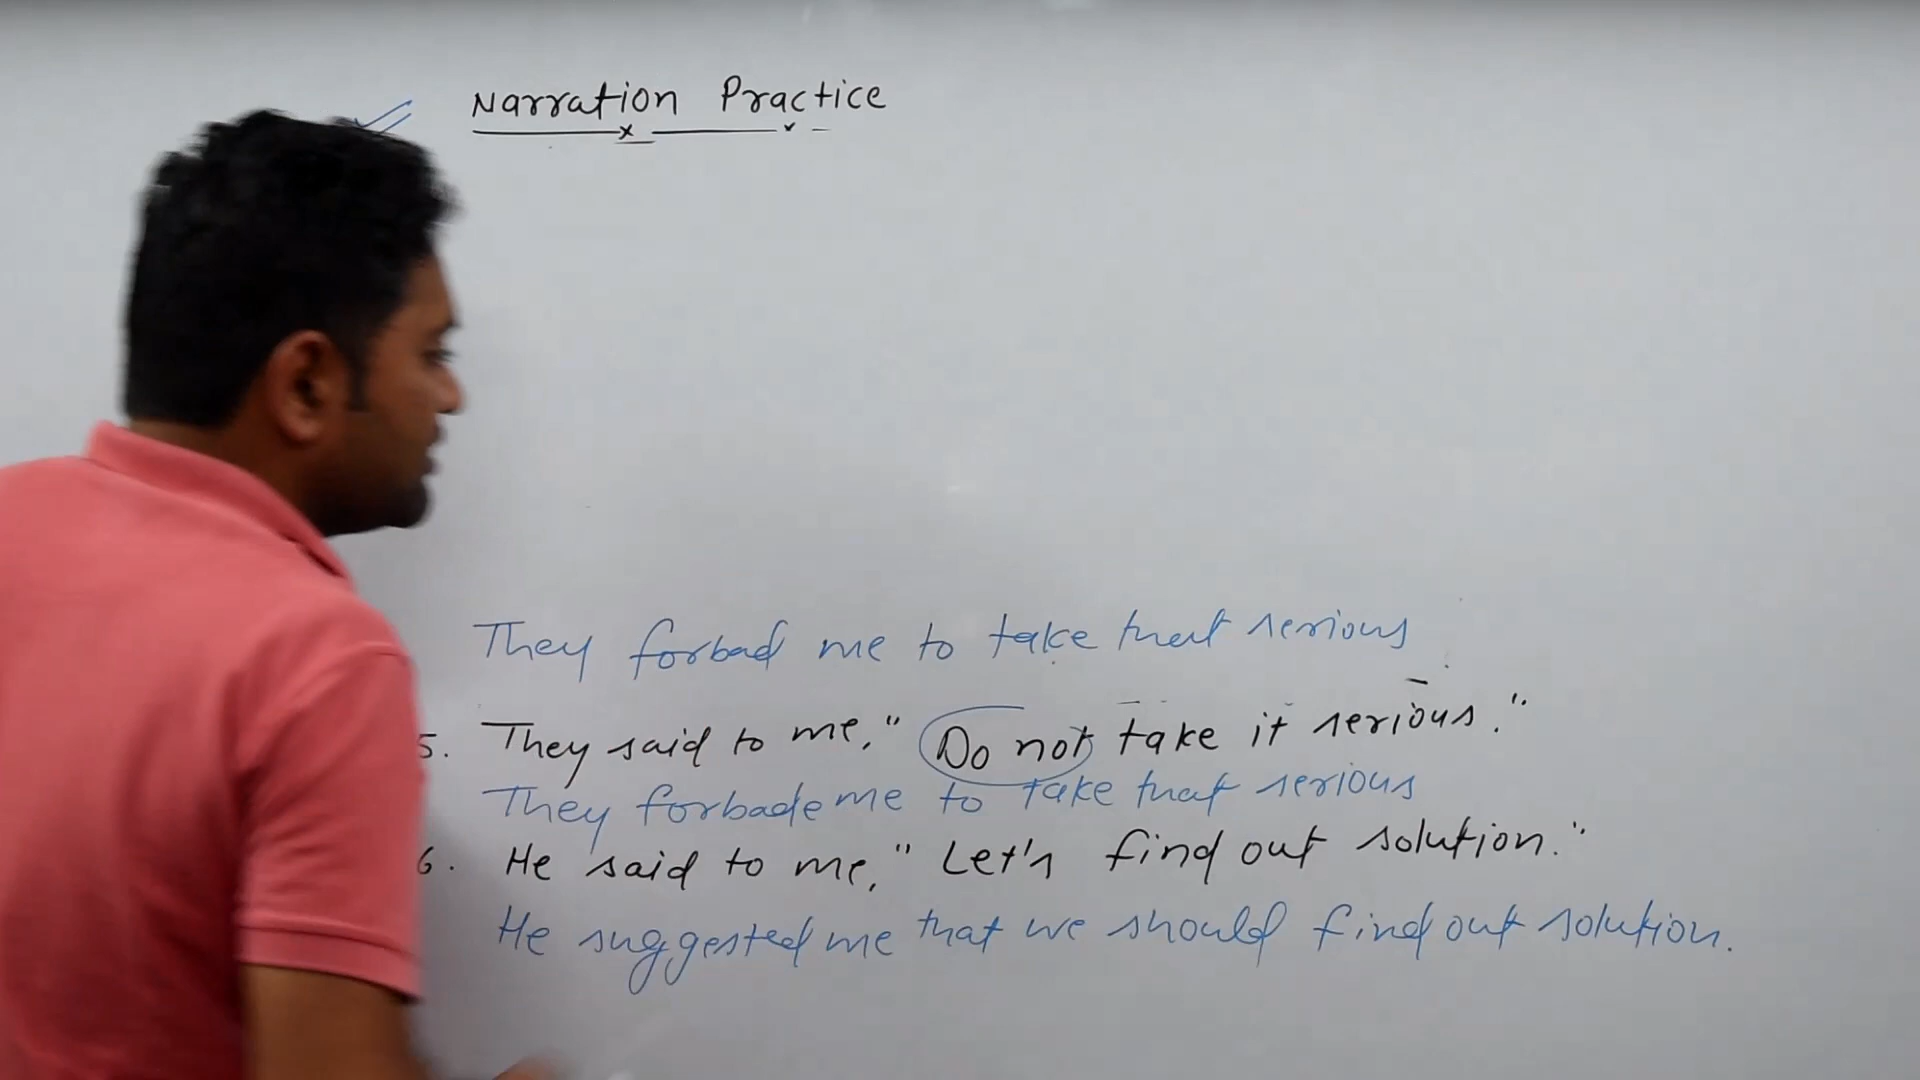 Narration Practice
They forbad me to take that serious
5. They said to me, "Do not take it serious."
They forbade me to take that serious
6. He said to me, "Let's find out solution."
He suggested me that we should find out solution.